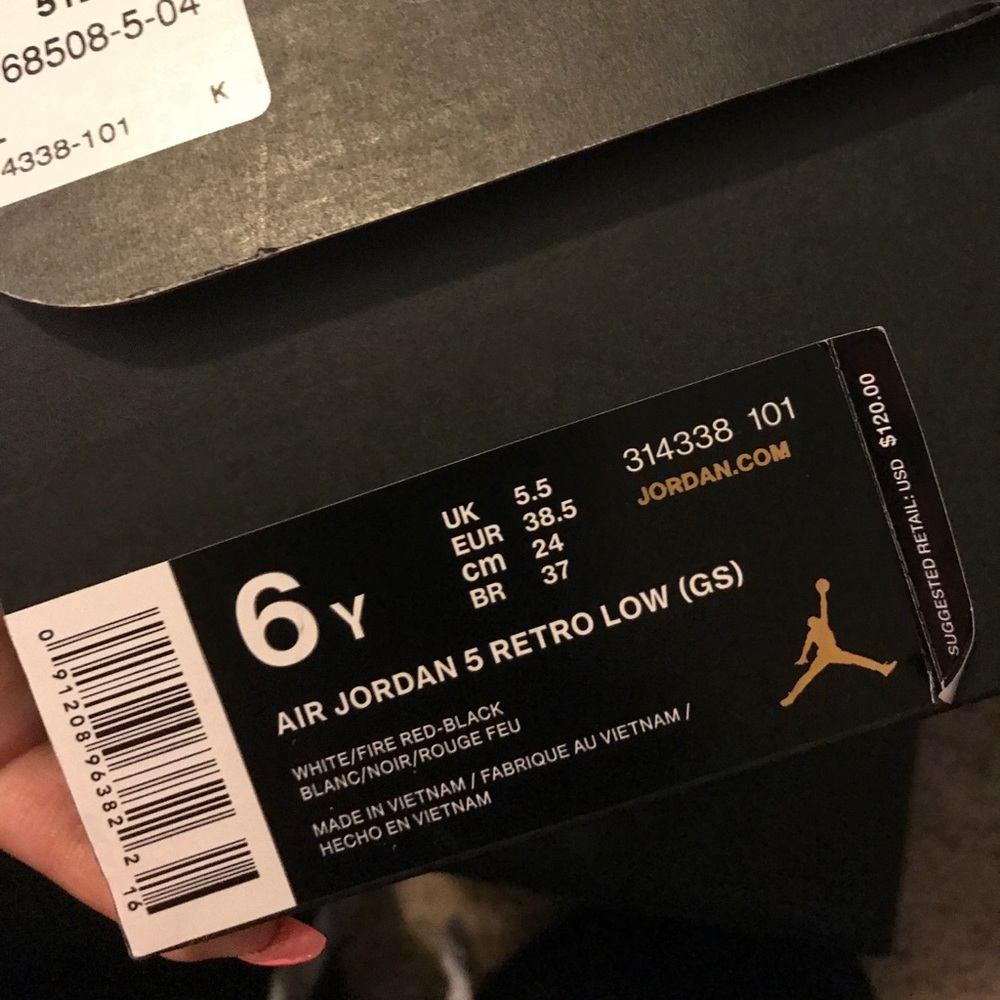 68508-5-04
K
4338-101
314338 101
JORDAN.COM
UK 5.5
EUR 38.5
cm 24
BR 37
6Y
AIR JORDAN 5 RETRO LOW (GS)
WHITE/FIRE RED-BLACK
BLANC/NOIR/ROUGE FEU
MADE IN VIETNAM / FABRIQUE AU VIETNAM /
HECHO EN VIETNAM
SUGGESTED RETAIL: USD $120.00
0 91208 96382 2 16